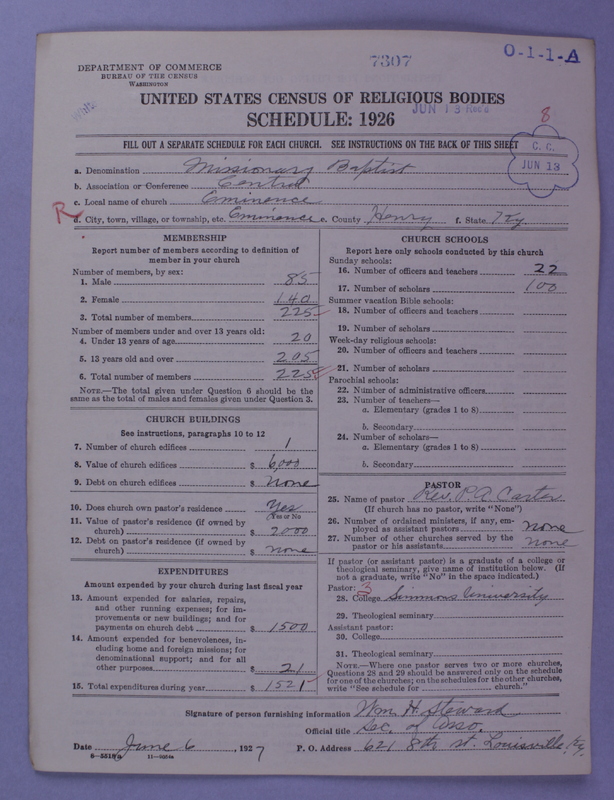 7307
O-1-1-A
DEPARTMENT OF COMMERCE
BUREAU OF THE CENSUS
WASHINGTON
White
UNITED STATES CENSUS OF RELIGIOUS BODIES
JUN 13 Rec'd
SCHEDULE: 1926
8
FILL OUT A SEPARATE SCHEDULE FOR EACH CHURCH. SEE INSTRUCTIONS ON THE BACK OF THIS SHEET
C. C.
JUN 13
a. Denomination Missionary Baptist
b. Association or Conference Central
c. Local name of church Eminence
R d. City, town, village, or township, etc. Eminence e. County Henry f. State Ky.
MEMBERSHIP
Report number of members according to definition of
member in your church
Number of members, by sex:
1. Male 85
2. Female 140
3. Total number of members 225
Number of members under and over 13 years old:
4. Under 13 years of age 20
5. 13 years old and over 205
6. Total number of members 225
NOTE.—The total given under Question 6 should be the
same as the total of males and females given under Question 3.
CHURCH BUILDINGS
See instructions, paragraphs 10 to 12
7. Number of church edifices 1
8. Value of church edifices $ 6,000
9. Debt on church edifices $ None
10. Does church own pastor's residence Yes
Yes or No
11. Value of pastor's residence (if owned by
church) $ 2000
12. Debt on pastor's residence (if owned by
church) $ none
EXPENDITURES
Amount expended by your church during last fiscal year
13. Amount expended for salaries, repairs,
and other running expenses; for im-
provements or new buildings; and for
payments on church debt $ 1500
14. Amount expended for benevolences, in-
cluding home and foreign missions; for
denominational support; and for all
other purposes $ 21
15. Total expenditures during year $ 1521
CHURCH SCHOOLS
Report here only schools conducted by this church
Sunday schools:
16. Number of officers and teachers 22
17. Number of scholars 100
Summer vacation Bible schools:
18. Number of officers and teachers
19. Number of scholars
Week-day religious schools:
20. Number of officers and teachers
21. Number of scholars
Parochial schools:
22. Number of administrative officers
23. Number of teachers—
a. Elementary (grades 1 to 8)
b. Secondary
24. Number of scholars—
a. Elementary (grades 1 to 8)
b. Secondary
PASTOR
25. Name of pastor Rev. P. A. Carter
(If church has no pastor, write "None")
26. Number of ordained ministers, if any, em-
ployed as assistant pastors none
27. Number of other churches served by the
pastor or his assistants none
If pastor (or assistant pastor) is a graduate of a college or
theological seminary, give name of institution below. (If
not a graduate, write "No" in the space indicated.)
Pastor: 3
28. College Simmons University
29. Theological seminary
Assistant pastor:
30. College
31. Theological seminary
NOTE.—Where one pastor serves two or more churches,
Questions 28 and 29 should be answered only on the schedule
for one of the churches; on the schedules for the other churches,
write "See schedule for church."
Signature of person furnishing information Wm. H. Steward
Official title Sec. of Asso.
Date June 6, 1927 P. O. Address 621 8th st. Louisville, Ky.
11—9034a